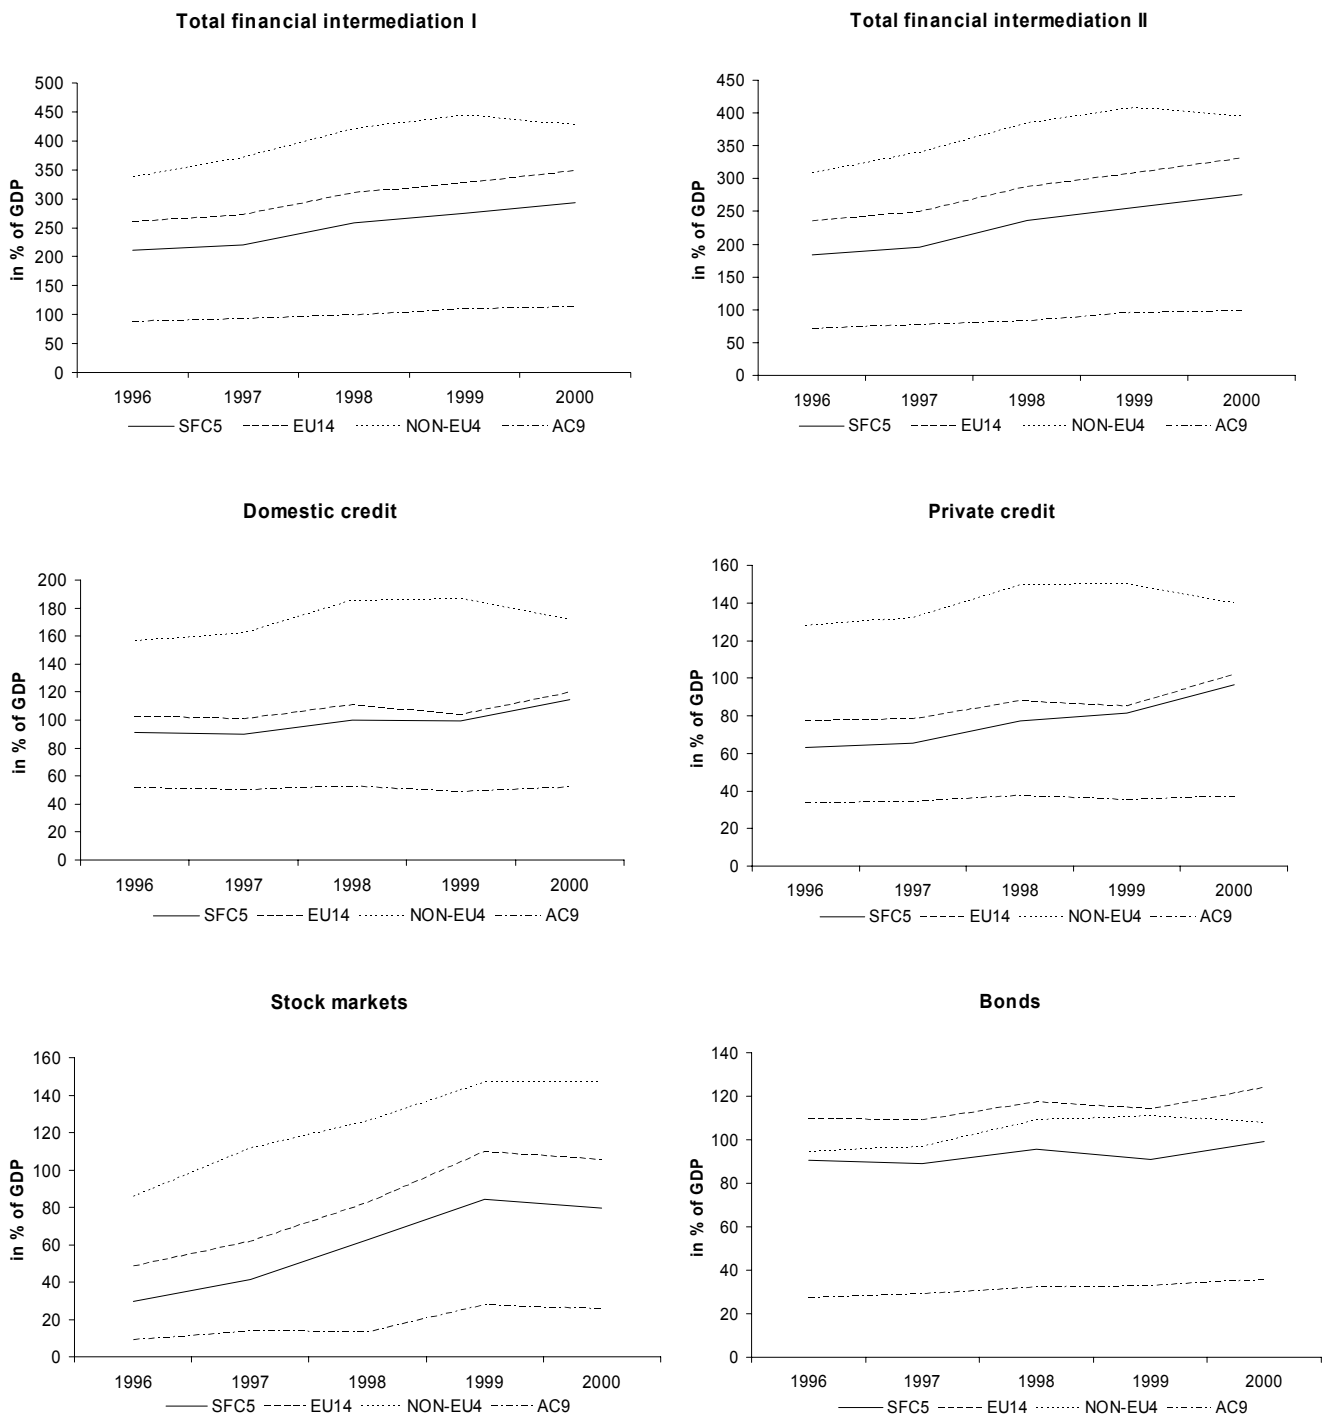 Total financial intermediation I
500
450
400
350
300
250
200
150
100
50
0
in % of GDP
1996 1997 1998 1999 2000
SFC5 EU14 NON-EU4 AC9
Total financial intermediation II
450
400
350
300
250
200
150
100
50
0
in % of GDP
1996 1997 1998 1999 2000
SFC5 EU14 NON-EU4 AC9
Domestic credit
200
180
160
140
120
100
80
60
40
20
0
in % of GDP
1996 1997 1998 1999 2000
SFC5 EU14 NON-EU4 AC9
Private credit
160
140
120
100
80
60
40
20
0
in % of GDP
1996 1997 1998 1999 2000
SFC5 EU14 NON-EU4 AC9
Stock markets
160
140
120
100
80
60
40
20
0
in % of GDP
1996 1997 1998 1999 2000
SFC5 EU14 NON-EU4 AC9
Bonds
140
120
100
80
60
40
20
0
in % of GDP
1996 1997 1998 1999 2000
SFC5 EU14 NON-EU4 AC9